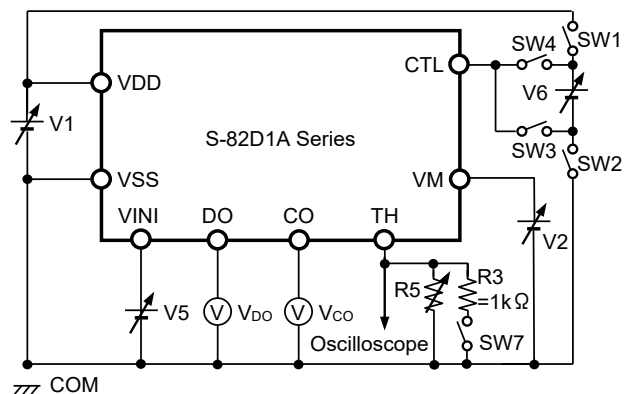 SW1
SW4
CTL
VDD
V6
V1
S-82D1A Series
SW3
SW2
VSS
VM
VINI
DO
CO
TH
V2
R3
R5
=1kΩ
V5
V
VDO
V
VCO
SW7
Oscilloscope
COM